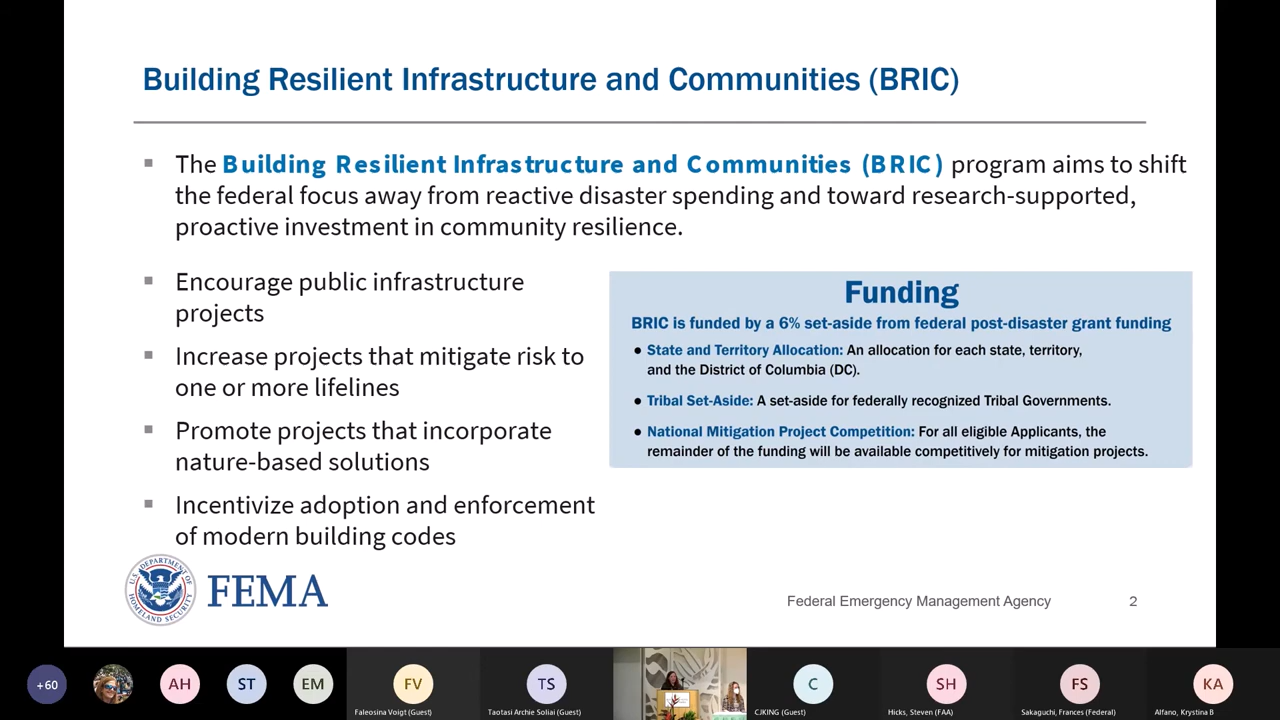 Building Resilient Infrastructure and Communities (BRIC)
The Building Resilient Infrastructure and Communities (BRIC) program aims to shift
the federal focus away from reactive disaster spending and toward research-supported,
proactive investment in community resilience.
Encourage public infrastructure
projects
Increase projects that mitigate risk to
one or more lifelines
Promote projects that incorporate
nature-based solutions
Incentivize adoption and enforcement
of modern building codes
Funding
BRIC is funded by a 6% set-aside from federal post-disaster grant funding
● State and Territory Allocation: An allocation for each state, territory,
and the District of Columbia (DC).
● Tribal Set-Aside: A set-aside for federally recognized Tribal Governments.
● National Mitigation Project Competition: For all eligible Applicants, the
remainder of the funding will be available competitively for mitigation projects.
U.S. DEPARTMENT OF
HOMELAND SECURITY
FEMA
Federal Emergency Management Agency
2
+60
AH
ST
EM
FV
Faleosina Voigt (Guest)
TS
Taotasi Archie Soliai (Guest)
C
CJKING (Guest)
SH
Hicks, Steven (FAA)
FS
Sakaguchi, Frances (Federal)
KA
Alfano, Krystina B